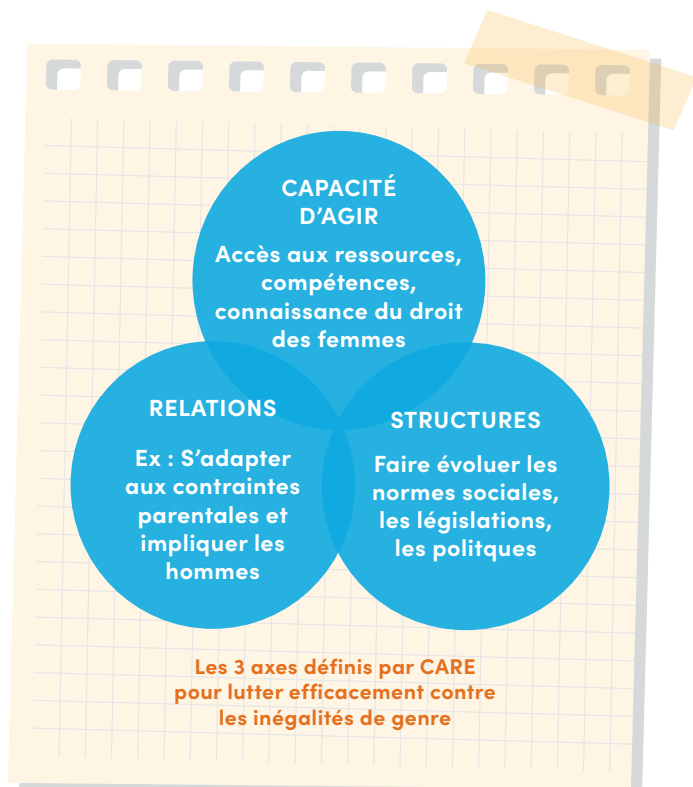 CAPACITÉ
D'AGIR
Accès aux ressources,
compétences,
connaissance du droit
des femmes
RELATIONS
Ex : S'adapter
aux contraintes
parentales et
impliquer les
hommes
STRUCTURES
Faire évoluer les
normes sociales,
les législations,
les politques
Les 3 axes définis par CARE
pour lutter efficacement contre
les inégalités de genre